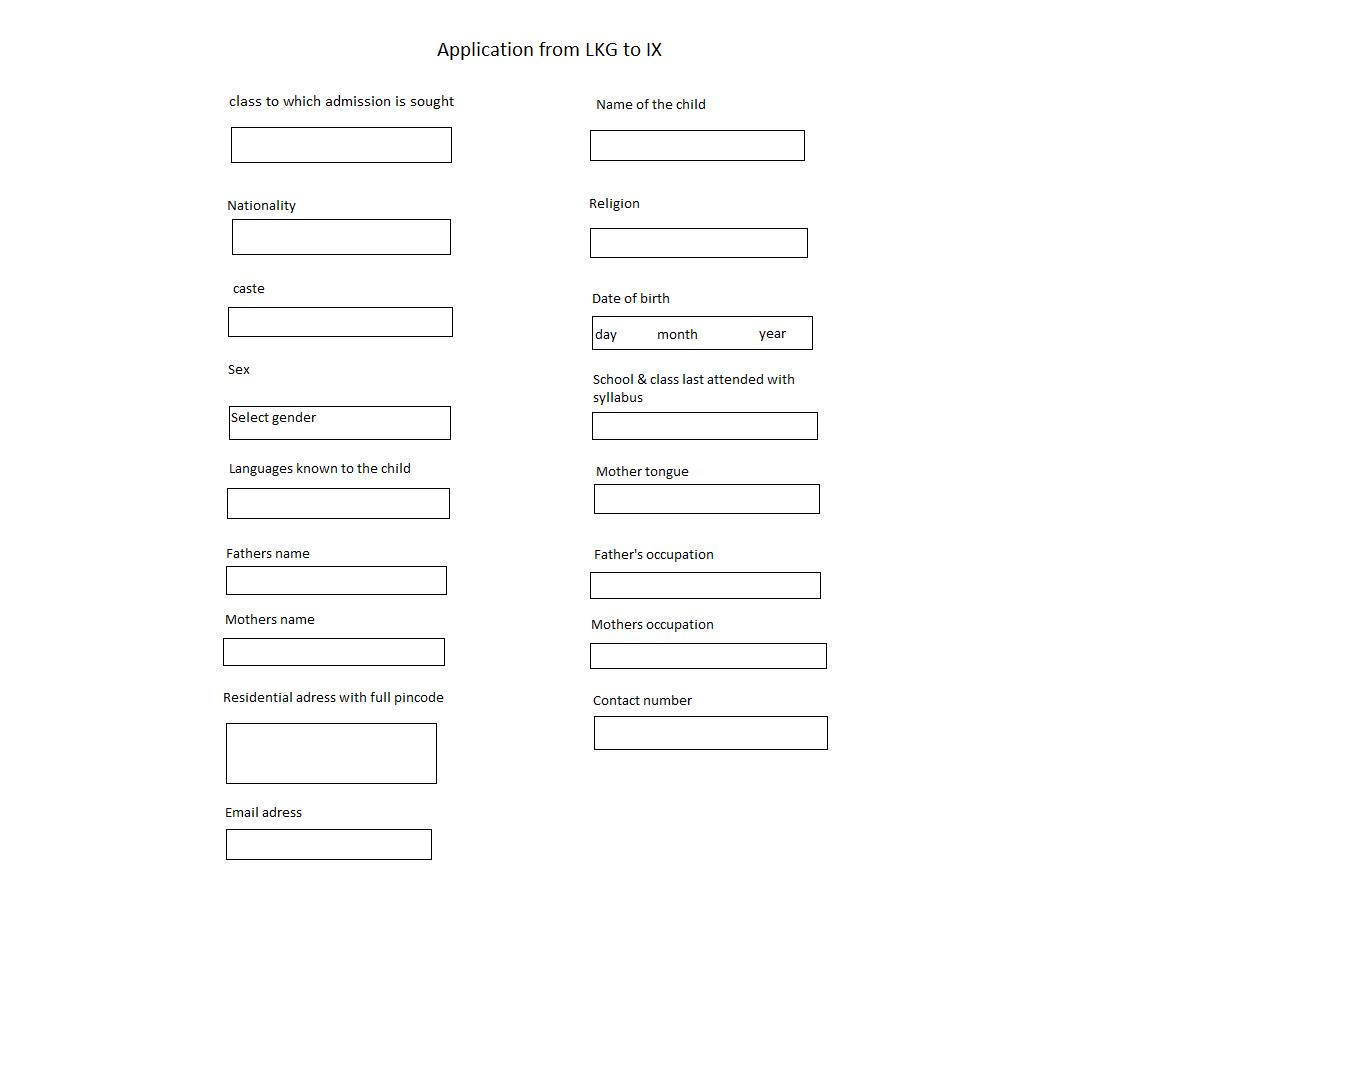 Application from LKG to IX
class to which admission is sought
Name of the child
Nationality
Religion
caste
Date of birth
day month year
Sex
School & class last attended with
syllabus
Select gender
Languages known to the child
Mother tongue
Fathers name
Father's occupation
Mothers name
Mothers occupation
Residential adress with full pincode
Contact number
Email adress